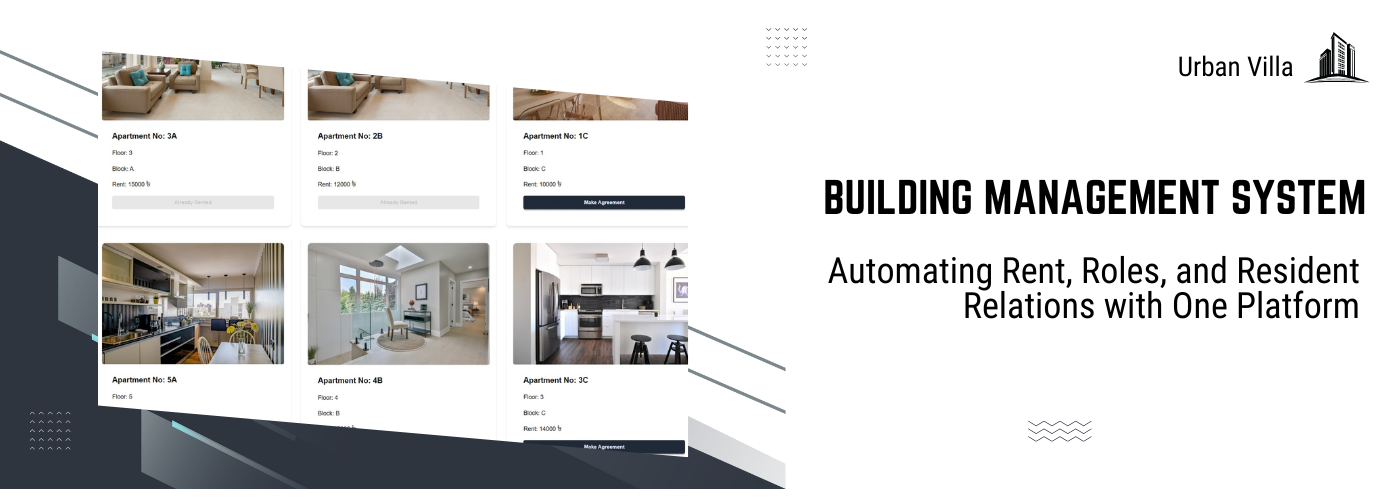 Urban Villa
BUILDING MANAGEMENT SYSTEM
Automating Rent, Roles, and Resident
Relations with One Platform
Apartment No: 3A
Floor: 3
Block: A
Rent: 15000 ৳
Already Rented
Apartment No: 2B
Floor: 2
Block: B
Rent: 12000 ৳
Already Rented
Apartment No: 1C
Floor: 1
Block: C
Rent: 10000 ৳
Make Agreement
Apartment No: 5A
Floor: 5
Apartment No: 4B
Floor: 4
Block: B
Apartment No: 3C
Floor: 3
Block: C
Rent: 14000 ৳
Make Agreement